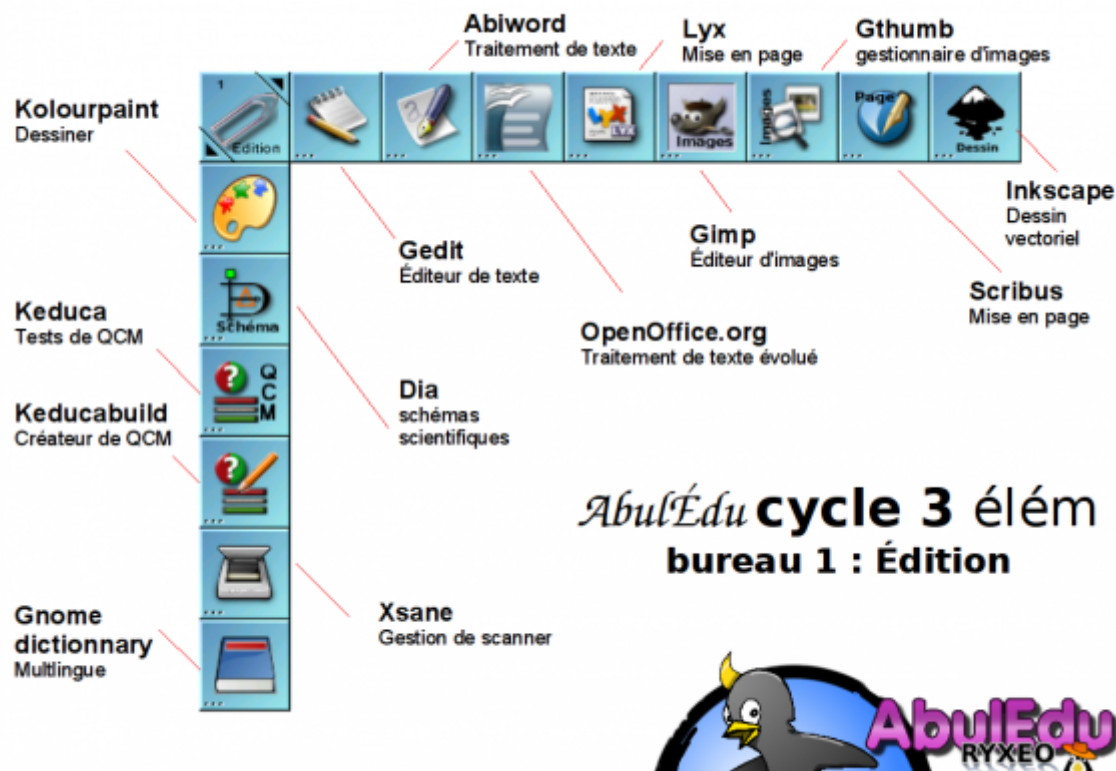 Abiword
Traitement de texte
Lyx
Mise en page
Gthumb
gestionnaire d'images
Kolourpaint
Dessiner
1
Édition
LYX
LYX
Images
Images
Page
Dessin
Inkscape
Dessin
vectoriel
Gedit
Éditeur de texte
Gimp
Éditeur d'images
Scribus
Mise en page
Schéma
Keduca
Tests de QCM
OpenOffice.org
Traitement de texte évolué
QCM
Dia
schémas
scientifiques
Keducabuild
Créateur de QCM
AbulÉdu cycle 3 élém
bureau 1 : Édition
Xsane
Gestion de scanner
Gnome
dictionnary
Multlingue
AbulEdu
RYXEO